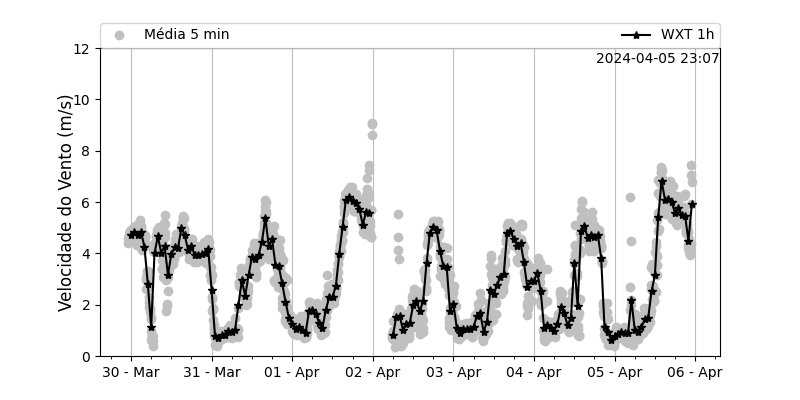 Média 5 min
WXT 1h
2024-04-05 23:07
Velocidade do Vento (m/s)
12
10
8
6
4
2
0
30 - Mar
31 - Mar
01 - Apr
02 - Apr
03 - Apr
04 - Apr
05 - Apr
06 - Apr